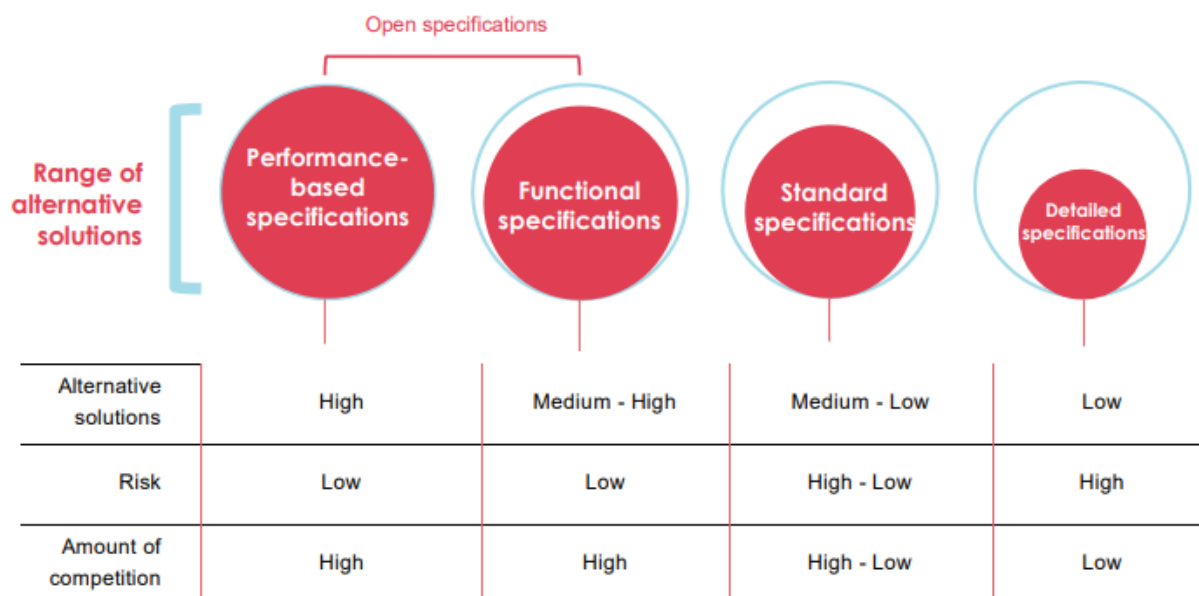 Open specifications
Range of
alternative
solutions
Performance-
based
specifications
Functional
specifications
Standard
specifications
Detailed
specifications
Alternative
solutions
High
Medium - High
Medium - Low
Low
Risk
Low
Low
High - Low
High
Amount of
competition
High
High
High - Low
Low